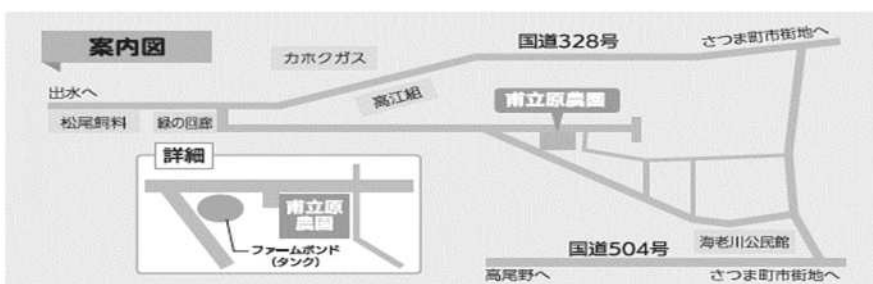 案内図
カホクガス
国道328号
さつま町市街地へ
出水へ
高江組
甫立原農園
松尾飼料
緑の回廊
詳細
甫立原
農園
ファームポンド
(タンク)
国道504号
海老川公民館
高尾野へ
さつま町市街地へ